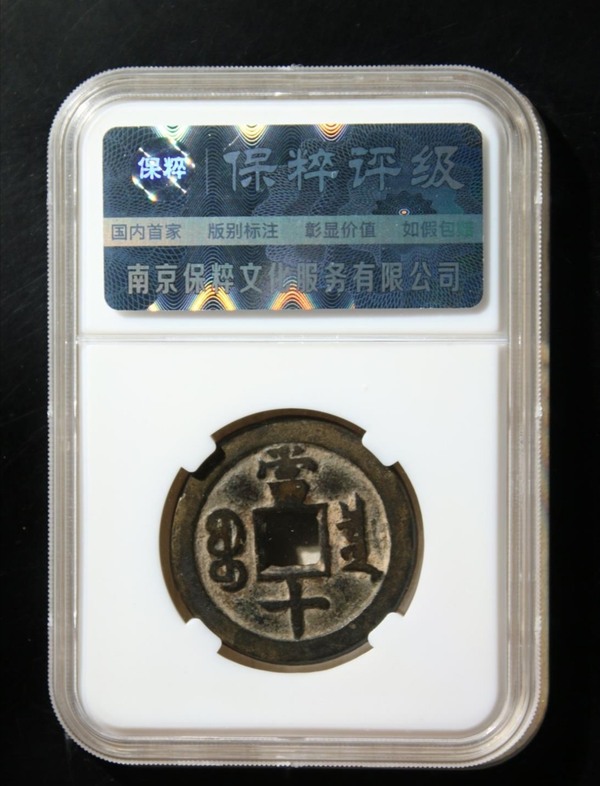 保粹 保粹评级
国内首家 版别标注 彰显价值 如假包赔
南京保粹文化服务有限公司
當十